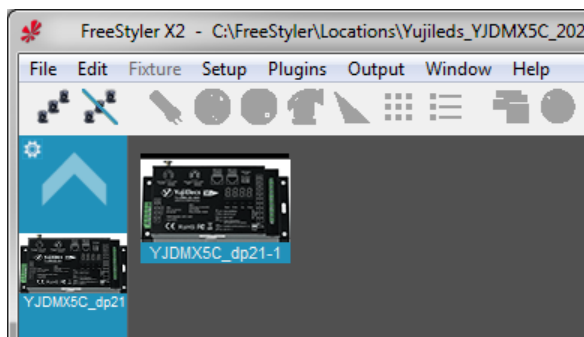 FreeStyler X2 - C:\FreeStyler\Locations\Yujileds_YJDMX5C_202
File Edit Fixture Setup Plugins Output Window Help
YJDMX5C_dp21-1
YJDMX5C_dp21